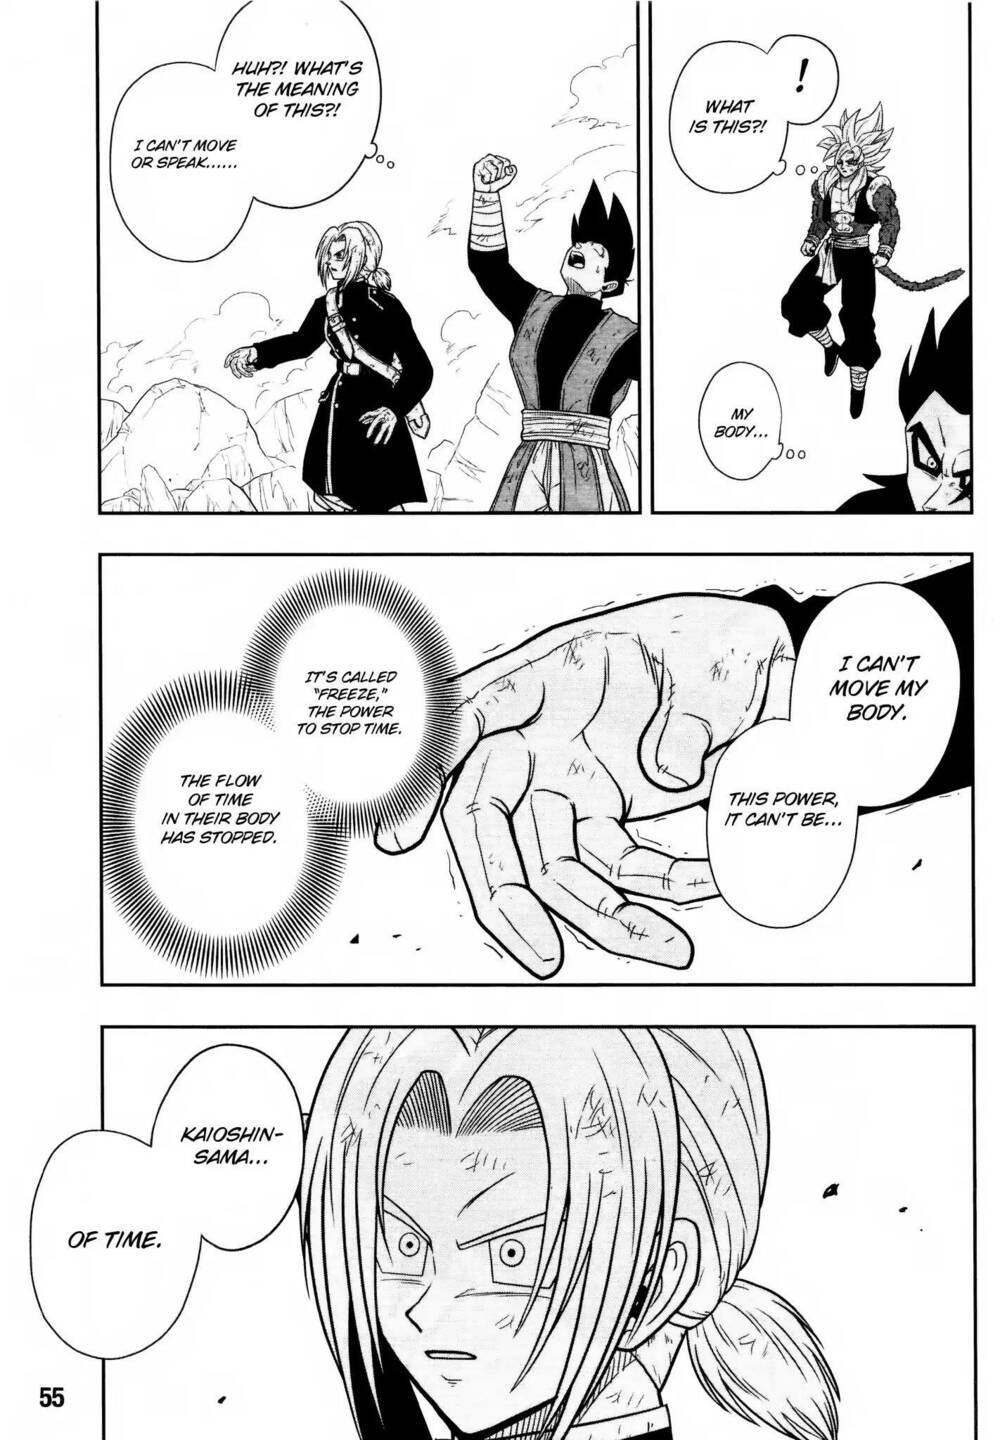 !
WHAT
IS THIS?!
MY
BODY...
HUH?! WHAT'S
THE MEANING
OF THIS?!
I CAN'T MOVE
OR SPEAK......
I CAN'T
MOVE MY
BODY.
THIS POWER,
IT CAN'T BE...
IT'S CALLED
"FREEZE,"
THE POWER
TO STOP TIME.
THE FLOW
OF TIME
IN THEIR BODY
HAS STOPPED.
KAIOSHIN-
SAMA...
OF TIME.
55